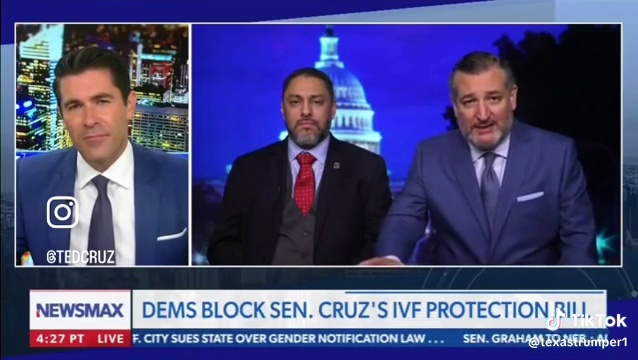 @TEDCRUZ
NEWSMAX
DEMS BLOCK SEN. CRUZ'S IVF PROTECTION BILL
4:27 PT LIVE
F. CITY SUES STATE OVER GENDER NOTIFICATION LAW ··· SEN. GRAHAM TO
TikTok
@texastrumper1